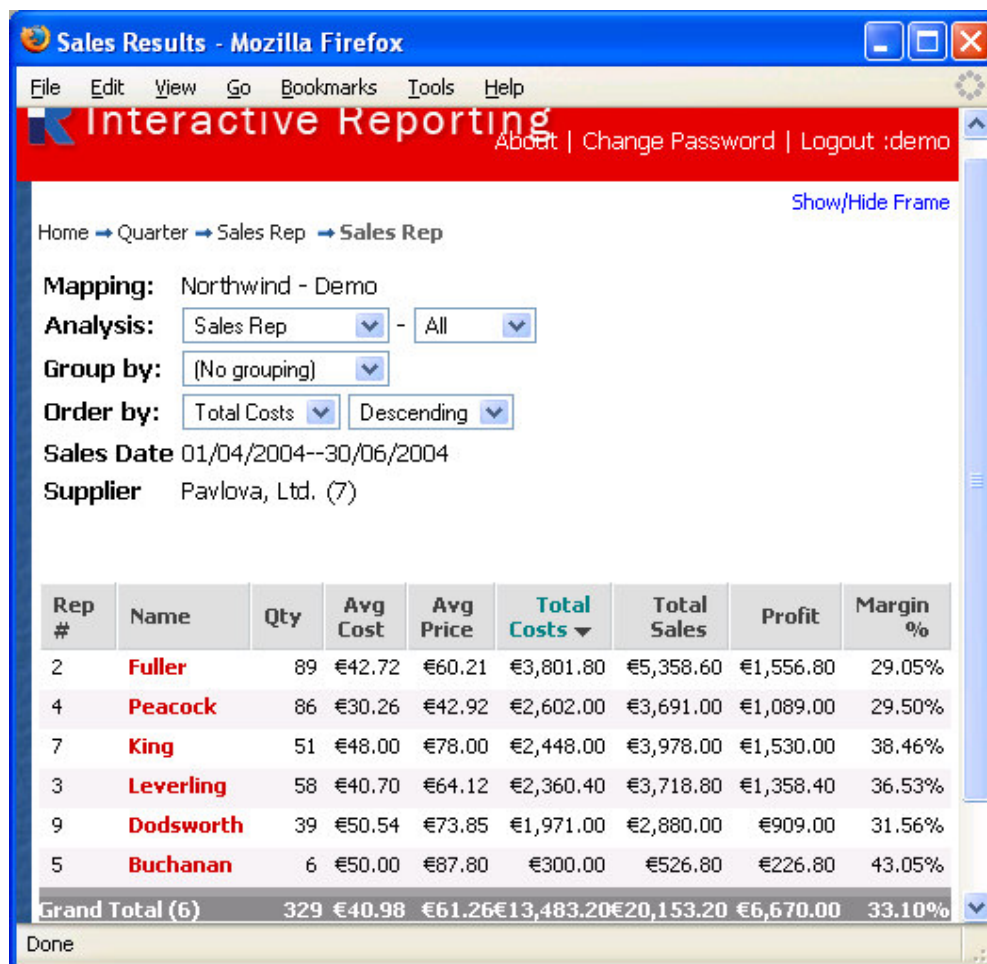 Sales Results - Mozilla Firefox
File Edit View Go Bookmarks Tools Help
Interactive Reporting
About | Change Password | Logout :demo
Show/Hide Frame
Home → Quarter → Sales Rep → Sales Rep
Mapping: Northwind - Demo
Analysis: Sales Rep - All
Group by: (No grouping)
Order by: Total Costs Descending
Sales Date 01/04/2004--30/06/2004
Supplier Pavlova, Ltd. (7)
Rep # Name Qty Avg Cost Avg Price Total Costs Total Sales Profit Margin %
2 Fuller 89 €42.72 €60.21 €3,801.80 €5,358.60 €1,556.80 29.05%
4 Peacock 86 €30.26 €42.92 €2,602.00 €3,691.00 €1,089.00 29.50%
7 King 51 €48.00 €78.00 €2,448.00 €3,978.00 €1,530.00 38.46%
3 Leverling 58 €40.70 €64.12 €2,360.40 €3,718.80 €1,358.40 36.53%
9 Dodsworth 39 €50.54 €73.85 €1,971.00 €2,880.00 €909.00 31.56%
5 Buchanan 6 €50.00 €87.80 €300.00 €526.80 €226.80 43.05%
Grand Total (6) 329 €40.98 €61.26 €13,483.20 €20,153.20 €6,670.00 33.10%
Done